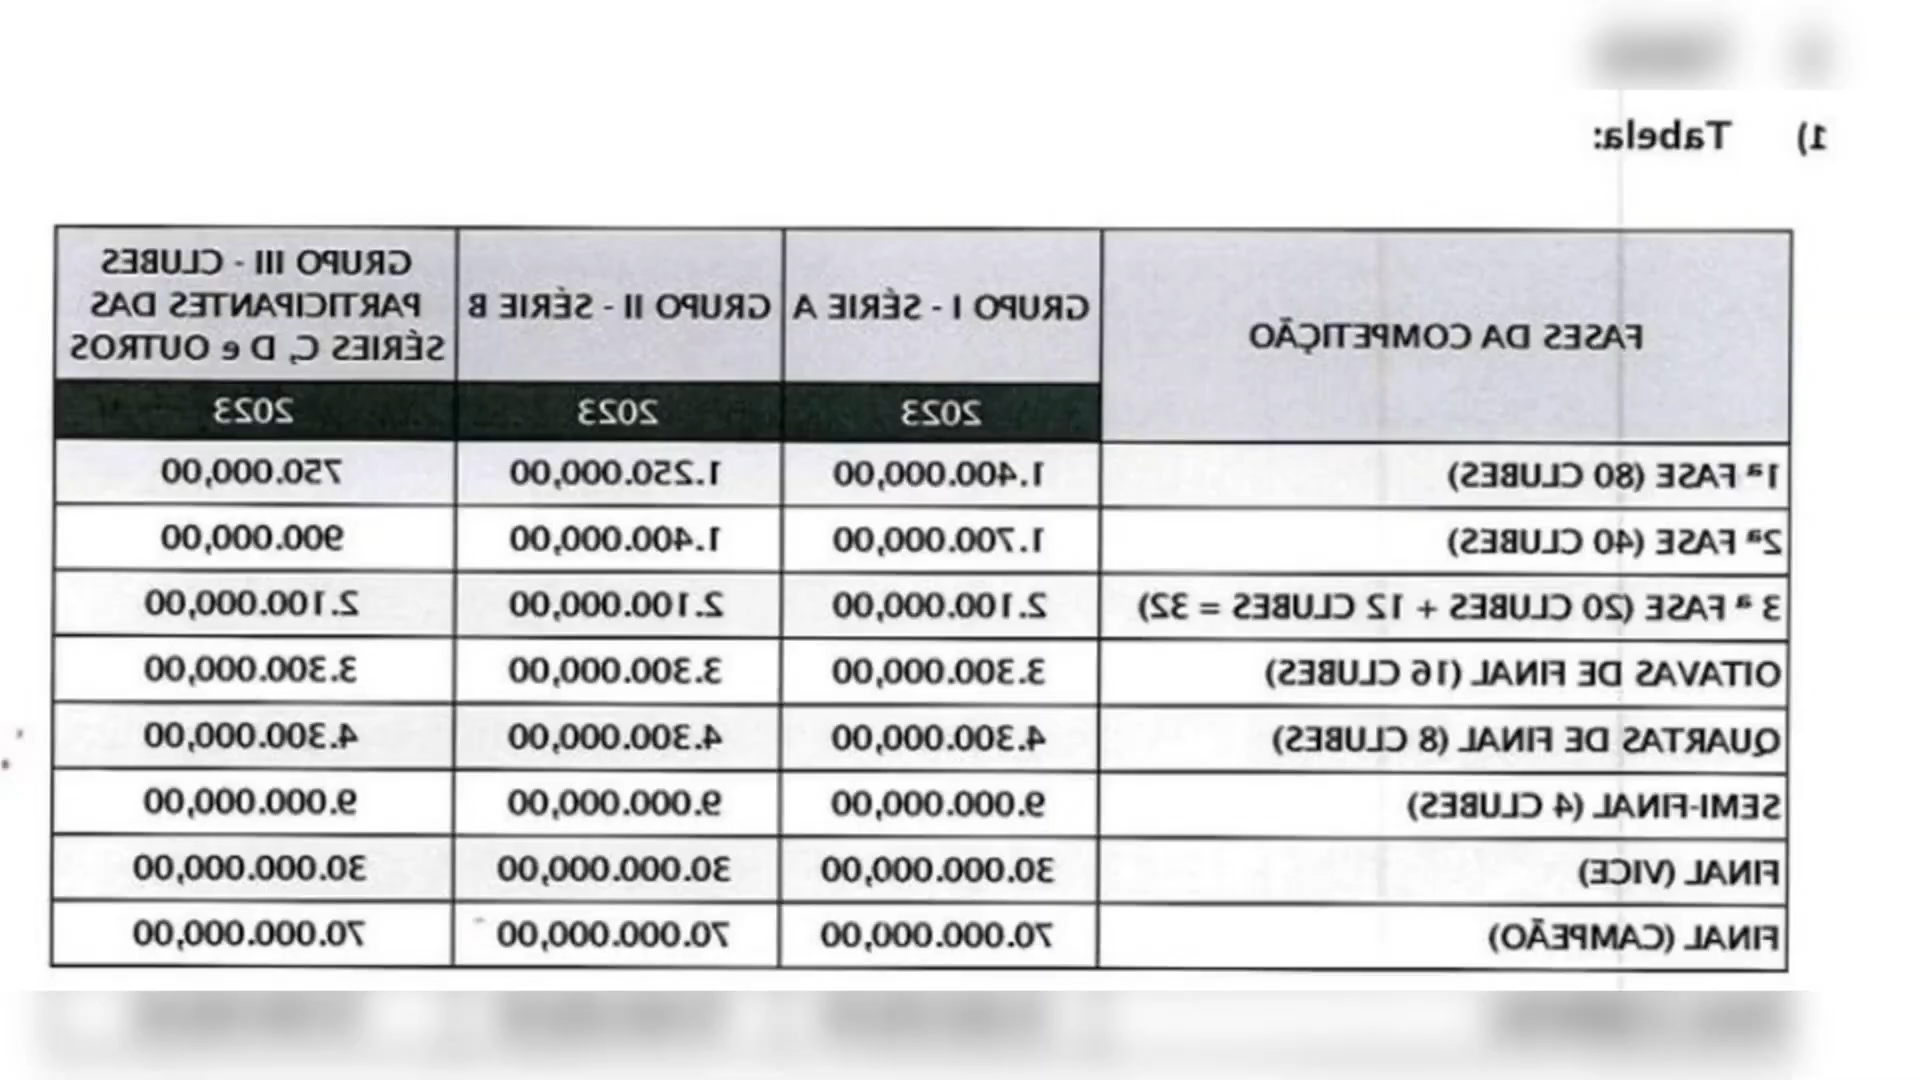 1) Tabela:
FASES DA COMPETIÇÃO
GRUPO I - SÉRIE A
GRUPO II - SÉRIE B
GRUPO III - CLUBES
PARTICIPANTES DAS
SÉRIES C, D e OUTROS
2023 2023 2023
1ª FASE (80 CLUBES) 1.400.000,00 1.250.000,00 750.000,00
2ª FASE (40 CLUBES) 1.700.000,00 1.400.000,00 900.000,00
3 ª FASE (20 CLUBES + 12 CLUBES = 32) 2.100.000,00 2.100.000,00 2.100.000,00
OITAVAS DE FINAL (16 CLUBES) 3.300.000,00 3.300.000,00 3.300.000,00
QUARTAS DE FINAL (8 CLUBES) 4.300.000,00 4.300.000,00 4.300.000,00
SEMI-FINAL (4 CLUBES) 9.000.000,00 9.000.000,00 9.000.000,00
FINAL (VICE) 30.000.000,00 30.000.000,00 30.000.000,00
FINAL (CAMPEÃO) 70.000.000,00 70.000.000,00 70.000.000,00